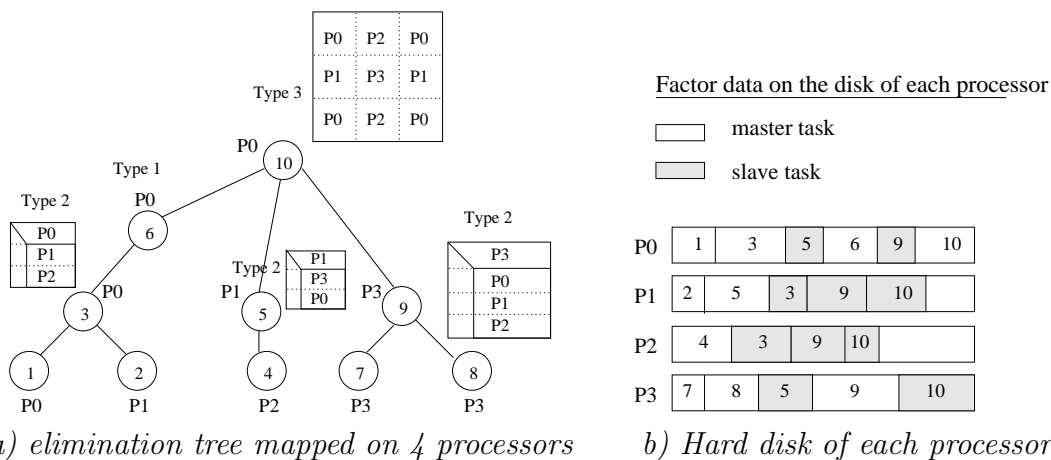 P0 P2 P0
P1 P3 P1
P0 P2 P0
Type 3
P0
10
Type 1
P0
6
Type 2
P0
P1
P2
P0
3
1
P0
2
P1
Type 2
P1
P3
P0
P1
5
4
P2
Type 2
P3
P0
P1
P2
P3
9
7
P3
8
P3
a) elimination tree mapped on 4 processors
Factor data on the disk of each processor
master task
slave task
P0 1 3 5 6 9 10
P1 2 5 3 9 10
P2 4 3 9 10
P3 7 8 5 9 10
b) Hard disk of each processor